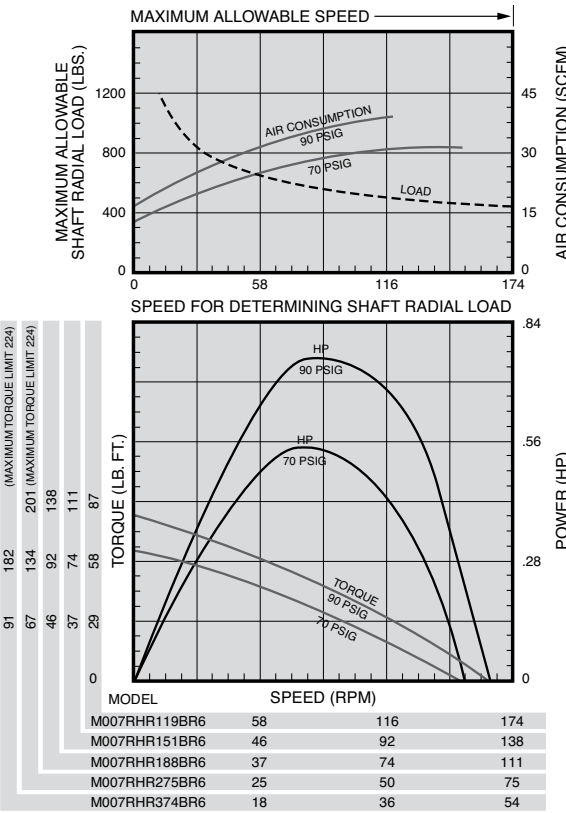 MAXIMUM ALLOWABLE SPEED
MAXIMUM ALLOWABLE
SHAFT RADIAL LOAD (LBS.)
1200
800
400
0
AIR CONSUMPTION
90 PSIG
70 PSIG
LOAD
45
30
15
0
AIR CONSUMPTION (SCFM)
0 58 116 174
SPEED FOR DETERMINING SHAFT RADIAL LOAD
(MAXIMUM TORQUE LIMIT 224)
182
91
201 (MAXIMUM TORQUE LIMIT 224)
134
67
138
92
46
111
74
37
87
58
29
0
TORQUE (LB. FT.)
HP
90 PSIG
HP
70 PSIG
TORQUE
90 PSIG
70 PSIG
.84
.56
.28
0
POWER (HP)
MODEL SPEED (RPM)
M007RHR119BR6 58 116 174
M007RHR151BR6 46 92 138
M007RHR188BR6 37 74 111
M007RHR275BR6 25 50 75
M007RHR374BR6 18 36 54